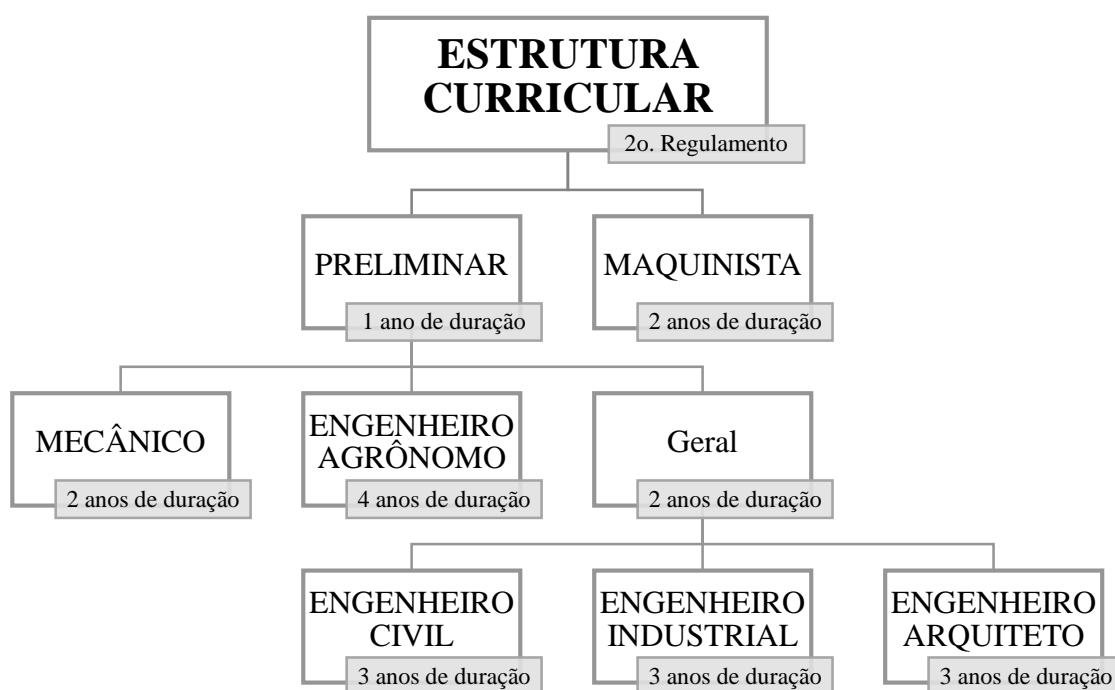 ESTRUTURA
CURRICULAR
2o. Regulamento
PRELIMINAR
1 ano de duração
MAQUINISTA
2 anos de duração
MECÂNICO
2 anos de duração
ENGENHEIRO
AGRÔNOMO
4 anos de duração
Geral
2 anos de duração
ENGENHEIRO
CIVIL
3 anos de duração
ENGENHEIRO
INDUSTRIAL
3 anos de duração
ENGENHEIRO
ARQUITETO
3 anos de duração